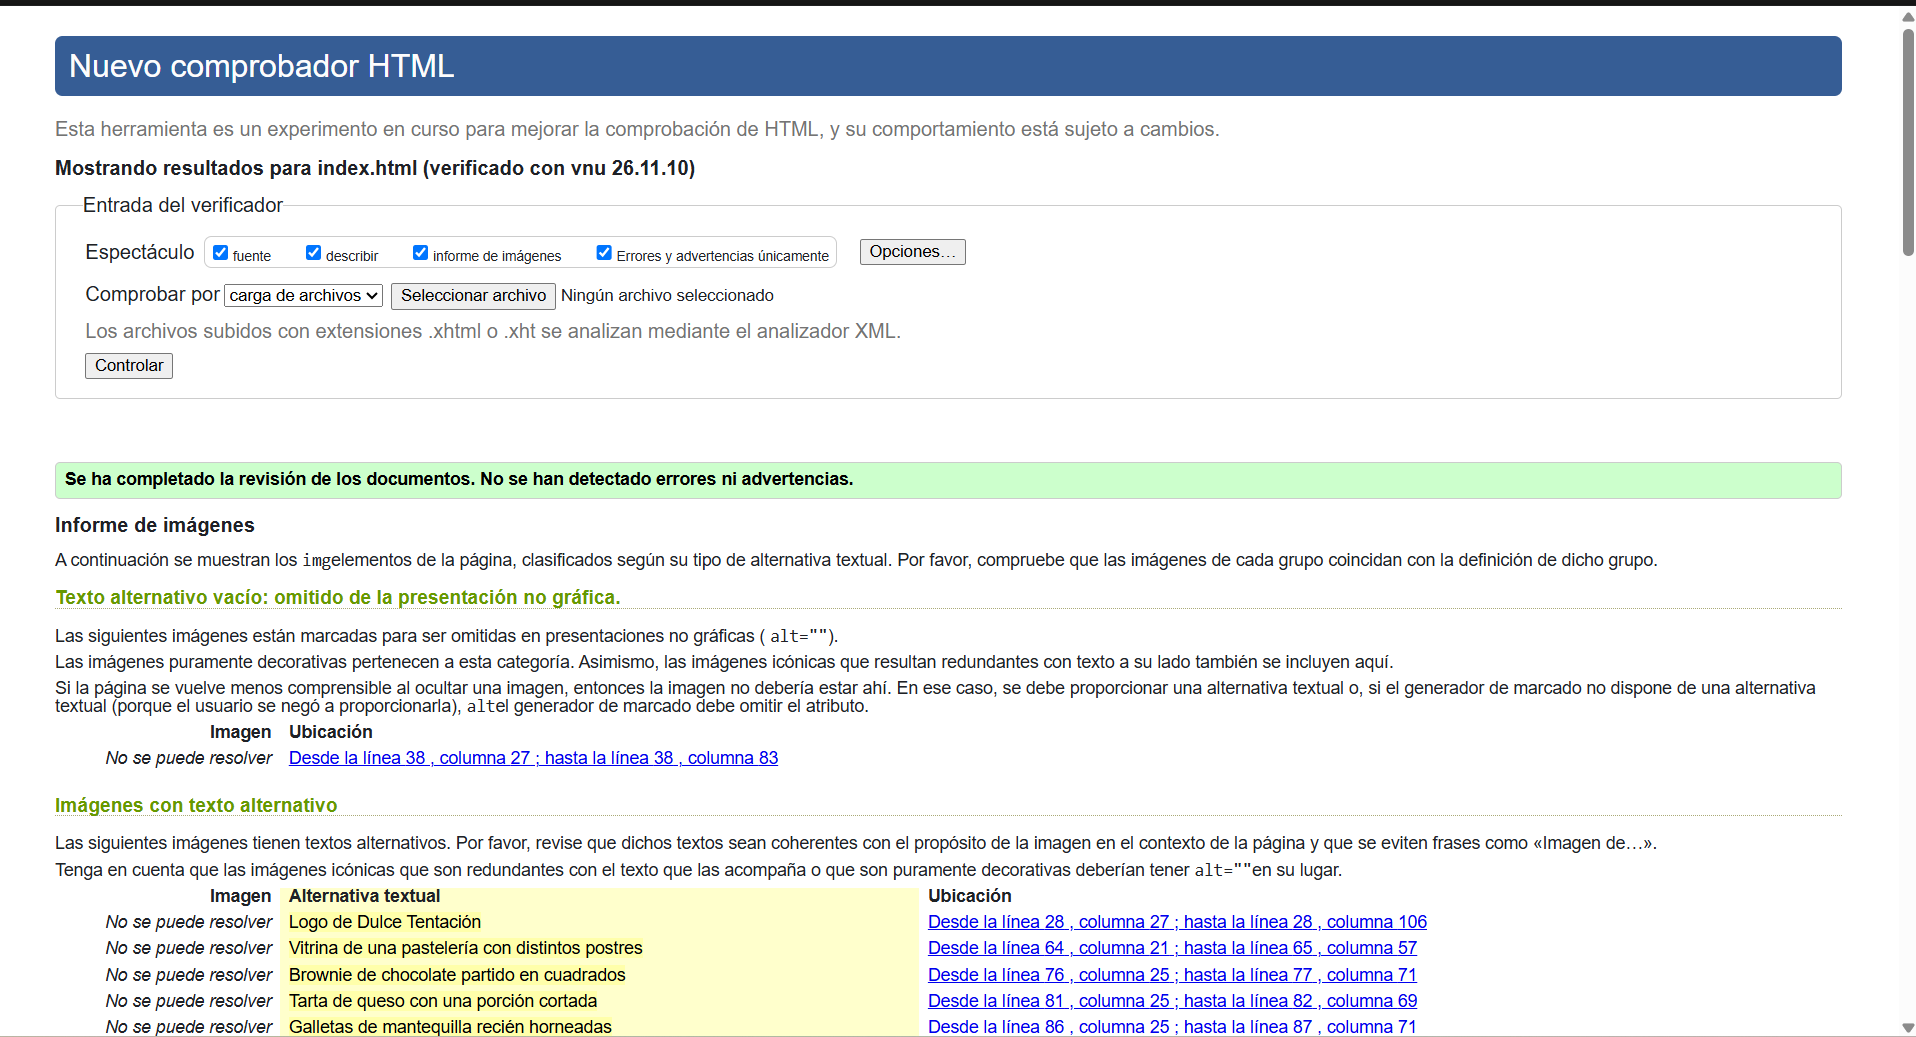 Nuevo comprobador HTML
Esta herramienta es un experimento en curso para mejorar la comprobación de HTML, y su comportamiento está sujeto a cambios.
Mostrando resultados para index.html (verificado con vnu 26.11.10)
Entrada del verificador
Espectáculo fuente describir informe de imágenes Errores y advertencias únicamente Opciones…
Comprobar por carga de archivos Seleccionar archivo Ningún archivo seleccionado
Los archivos subidos con extensiones .xhtml o .xht se analizan mediante el analizador XML.
Controlar
Se ha completado la revisión de los documentos. No se han detectado errores ni advertencias.
Informe de imágenes
A continuación se muestran los imgelementos de la página, clasificados según su tipo de alternativa textual. Por favor, compruebe que las imágenes de cada grupo coincidan con la definición de dicho grupo.
Texto alternativo vacío: omitido de la presentación no gráfica.
Las siguientes imágenes están marcadas para ser omitidas en presentaciones no gráficas ( alt="").
Las imágenes puramente decorativas pertenecen a esta categoría. Asimismo, las imágenes icónicas que resultan redundantes con texto a su lado también se incluyen aquí.
Si la página se vuelve menos comprensible al ocultar una imagen, entonces la imagen no debería estar ahí. En ese caso, se debe proporcionar una alternativa textual o, si el generador de marcado no dispone de una alternativa
textual (porque el usuario se negó a proporcionarla), altel generador de marcado debe omitir el atributo.
Imagen Ubicación
No se puede resolver Desde la línea 38 , columna 27 ; hasta la línea 38 , columna 83
Imágenes con texto alternativo
Las siguientes imágenes tienen textos alternativos. Por favor, revise que dichos textos sean coherentes con el propósito de la imagen en el contexto de la página y que se eviten frases como «Imagen de…».
Tenga en cuenta que las imágenes icónicas que son redundantes con el texto que las acompaña o que son puramente decorativas deberían tener alt=""en su lugar.
Imagen Alternativa textual Ubicación
No se puede resolver Logo de Dulce Tentación Desde la línea 28 , columna 27 ; hasta la línea 28 , columna 106
No se puede resolver Vitrina de una pastelería con distintos postres Desde la línea 64 , columna 21 ; hasta la línea 65 , columna 57
No se puede resolver Brownie de chocolate partido en cuadrados Desde la línea 76 , columna 25 ; hasta la línea 77 , columna 71
No se puede resolver Tarta de queso con una porción cortada Desde la línea 81 , columna 25 ; hasta la línea 82 , columna 69
No se puede resolver Galletas de mantequilla recién horneadas Desde la línea 86 , columna 25 ; hasta la línea 87 , columna 71